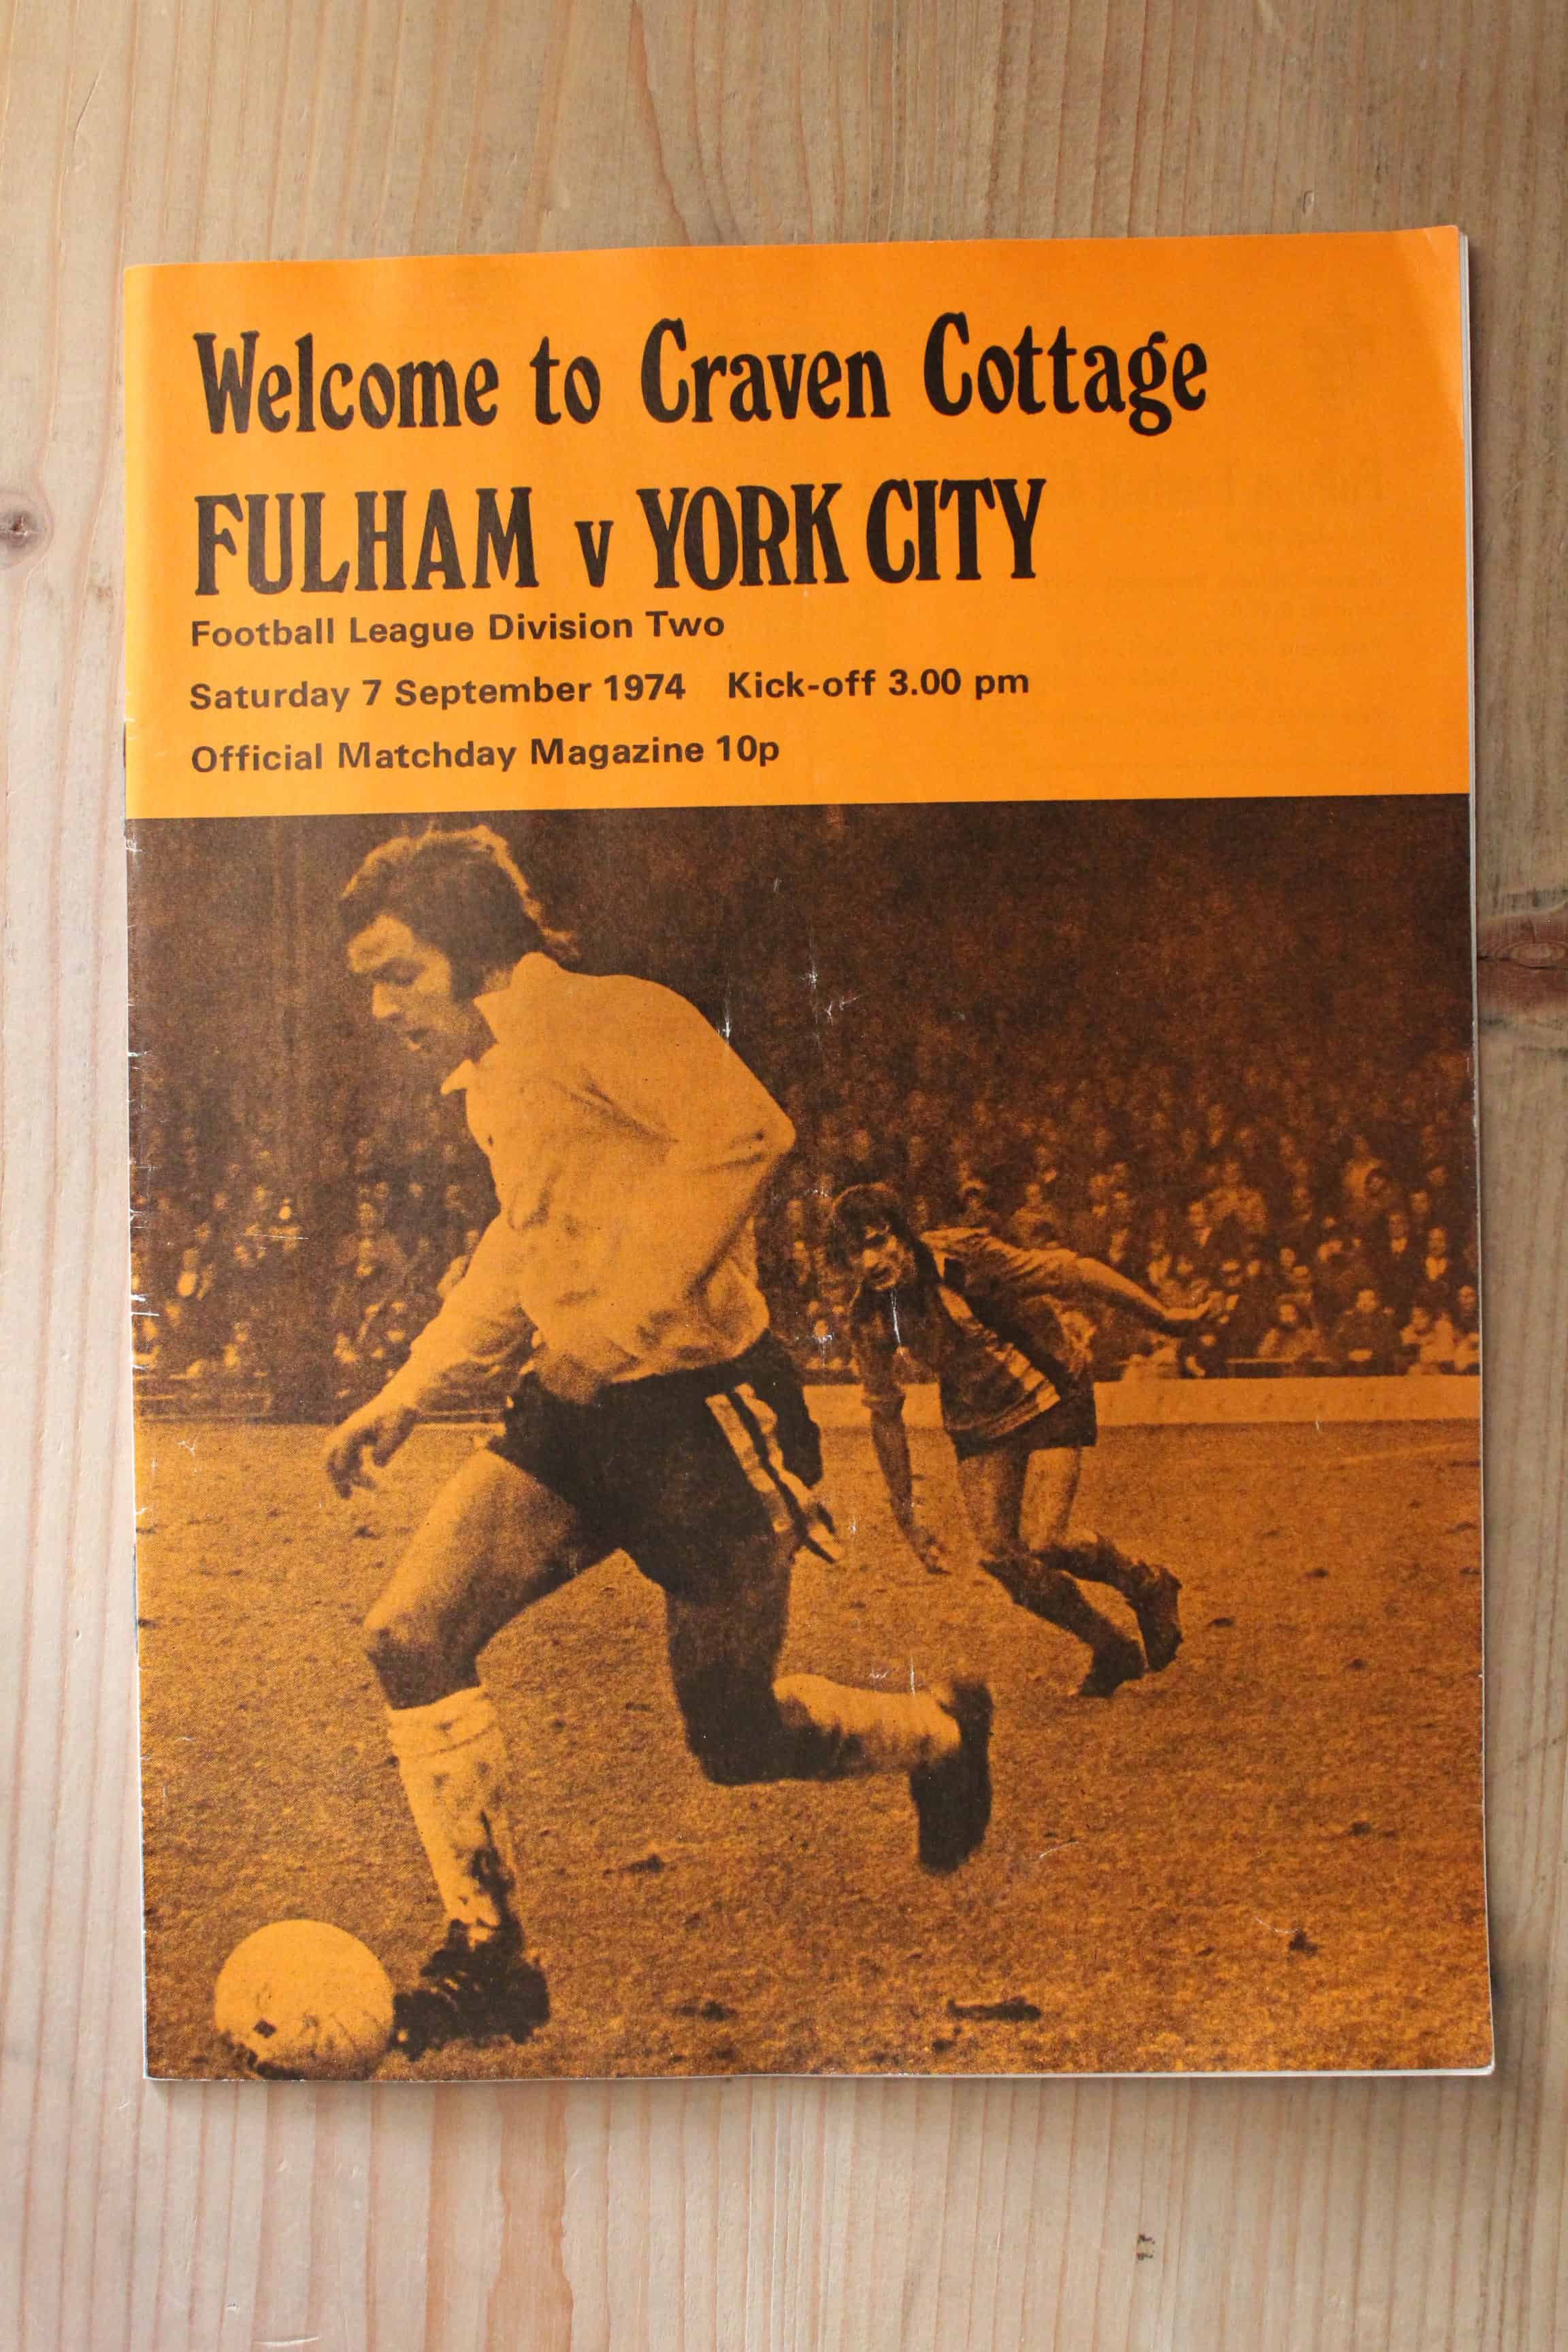 Welcome to Craven Cottage
FULHAM v YORK CITY
Football League Division Two
Saturday 7 September 1974 Kick-off 3.00 pm
Official Matchday Magazine 10p